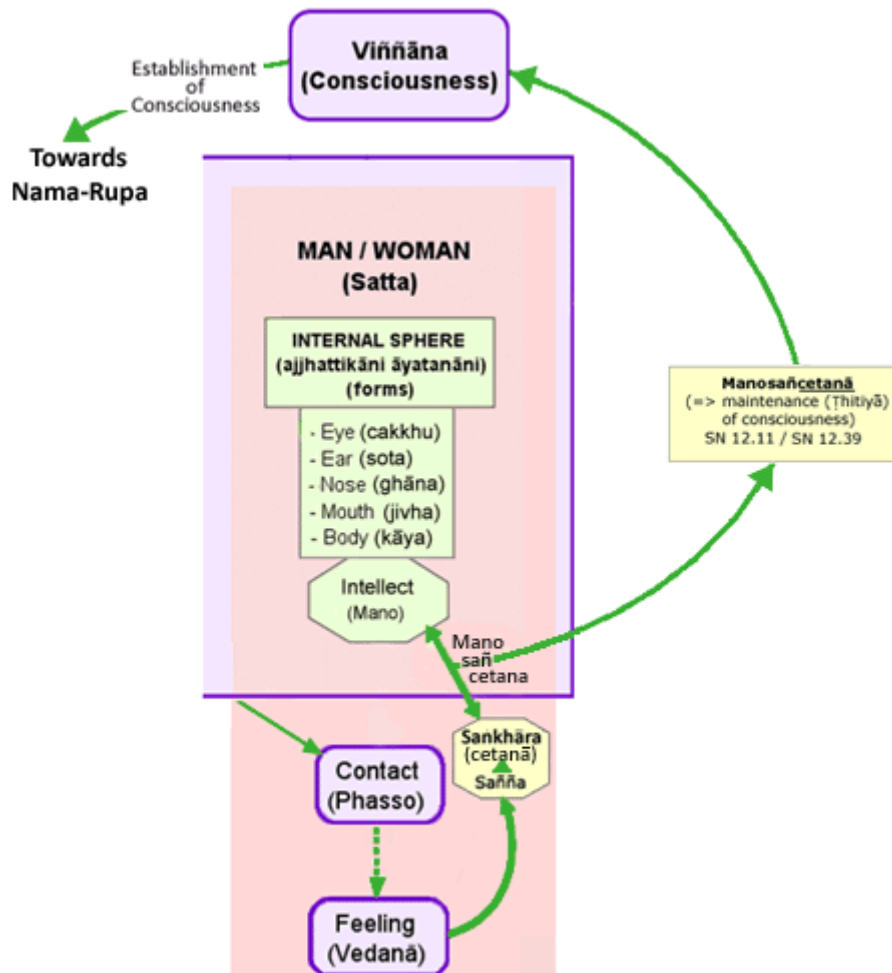 Viññāna
(Consciousness)
Establishment
of
Consciousness
Towards
Nama-Rupa
MAN / WOMAN
(Satta)
INTERNAL SPHERE
(ajjhattikāni āyatanāni)
(forms)
- Eye (cakkhu)
- Ear (sota)
- Nose (ghāna)
- Mouth (jivha)
- Body (kāya)
Intellect
(Mano)
Manosañcetanā
(=> maintenance (Ṭhitiyā)
of consciousness)
SN 12.11 / SN 12.39
Mano
sañ
cetana
Saṅkhāra
(cetanā)
Sañña
Contact
(Phasso)
Feeling
(Vedanā)